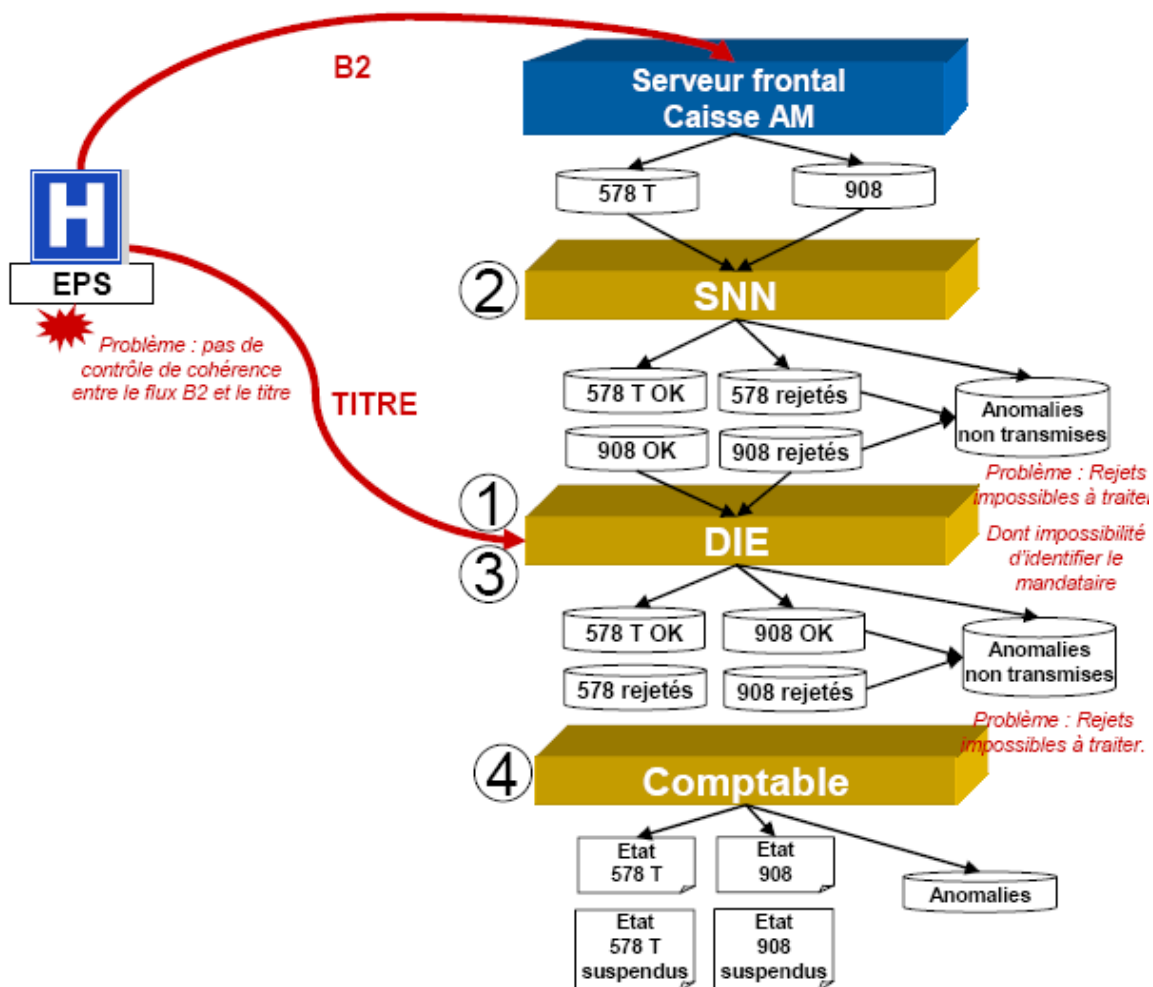 B2
Serveur frontal
Caisse AM
578 T
908
H
EPS
Problème : pas de
contrôle de cohérence
entre le flux B2 et le titre
TITRE
2
SNN
578 T OK
578 rejetés
908 OK
908 rejetés
Anomalies
non transmises
Problème : Rejets
impossibles à traiter.
Dont impossibilité
d'identifier le
mandataire
1
3
DIE
578 T OK
908 OK
578 rejetés
908 rejetés
Anomalies
non transmises
Problème : Rejets
impossibles à traiter.
4
Comptable
Etat
578 T
Etat
908
Anomalies
Etat
578 T
suspendus
Etat
908
suspendus